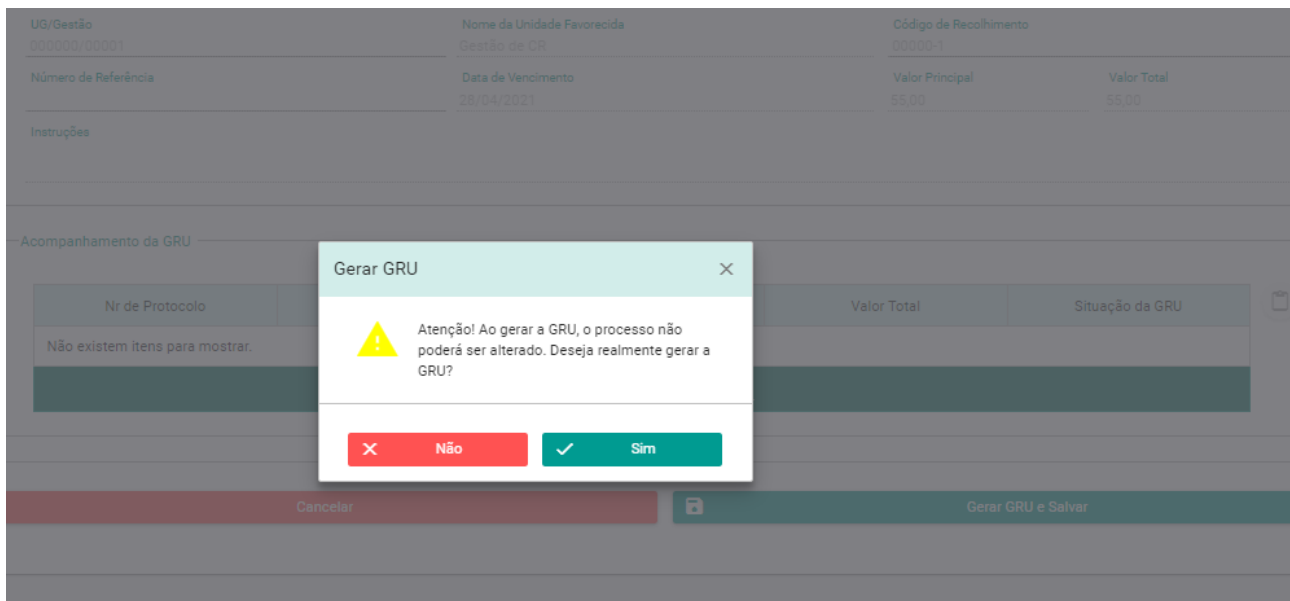 UG/Gestão Nome da Unidade Favorecida Código de Recolhimento
000000/00001 Gestão de CR 00000-1
Número de Referência Data de Vencimento Valor Principal Valor Total
28/04/2021 55,00 55,00
Instruções
Acompanhamento da GRU
Gerar GRU
Nr de Protocolo Valor Total Situação da GRU
Atenção! Ao gerar a GRU, o processo não
poderá ser alterado. Deseja realmente gerar a
GRU?
Não existem itens para mostrar.
Não Sim
Cancelar Gerar GRU e Salvar